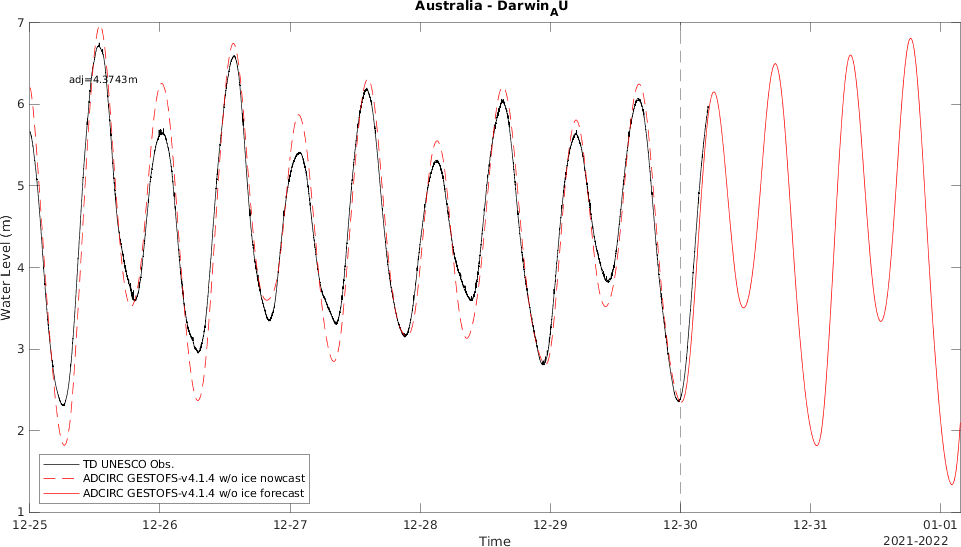 Australia - Darwin_AU
7
6
5
4
3
2
1
Water Level (m)
adj=4.3743m
TD UNESCO Obs.
ADCIRC GESTOFS-v4.1.4 w/o ice nowcast
ADCIRC GESTOFS-v4.1.4 w/o ice forecast
12-25 12-26 12-27 12-28 12-29 12-30 12-31 01-01
Time
2021-2022